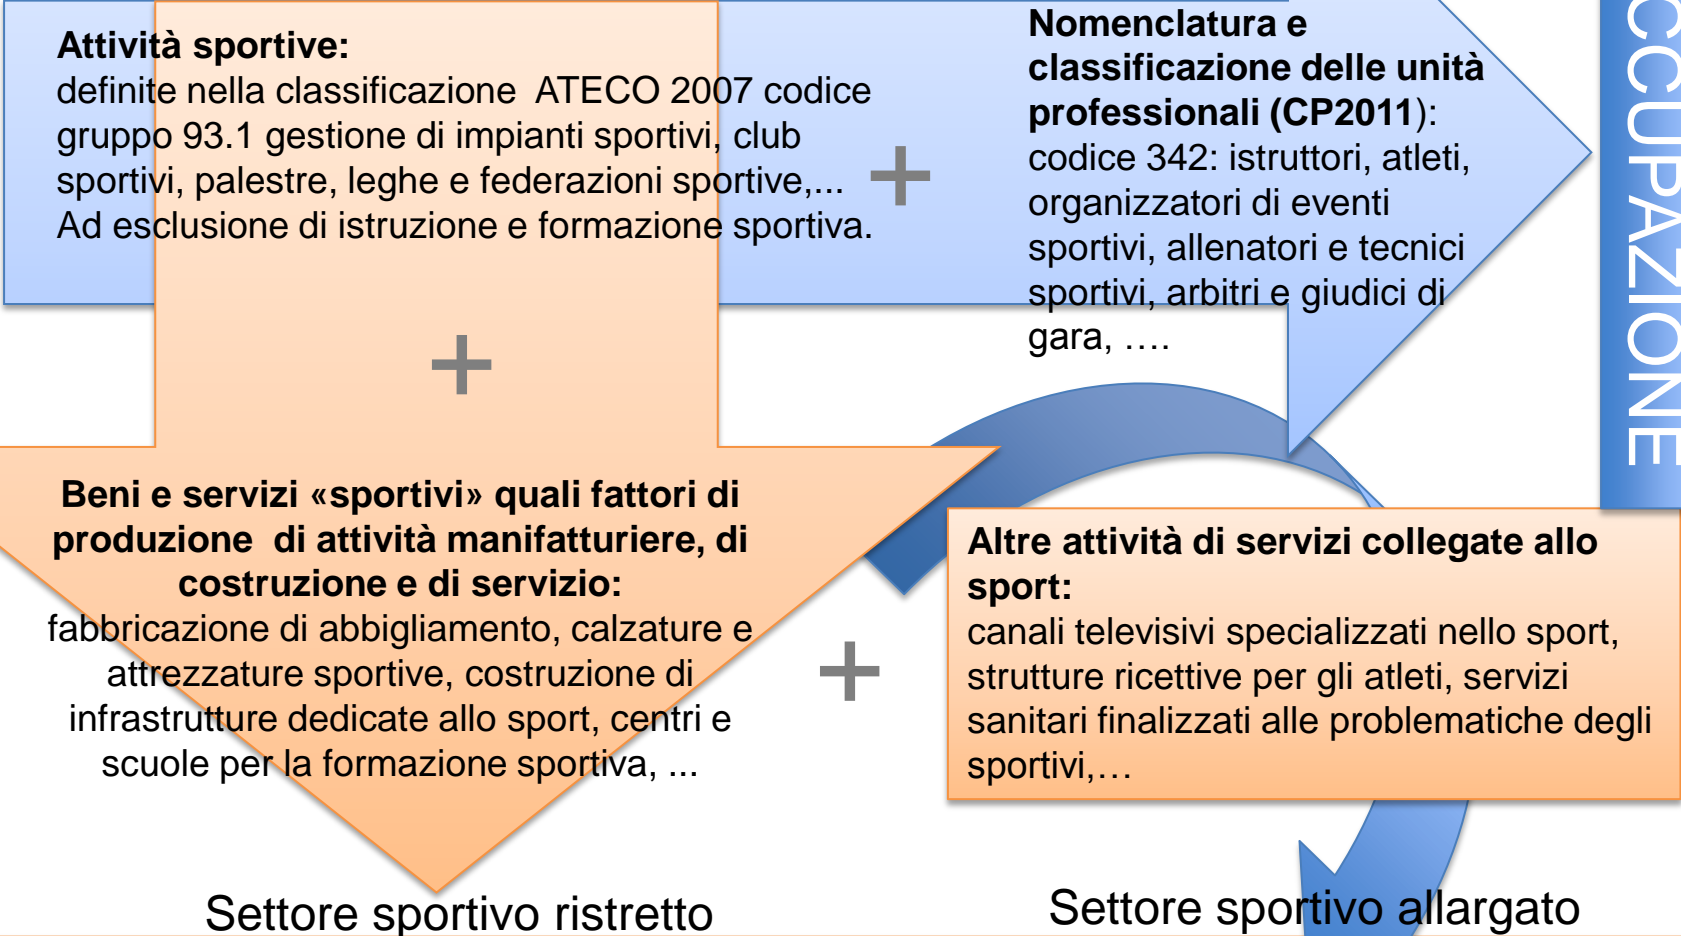 Attività sportive:
definite nella classificazione  ATECO 2007 codice
gruppo 93.1 gestione di impianti sportivi, club
sportivi, palestre, leghe e federazioni sportive,...
Ad esclusione di istruzione e formazione sportiva.
+
Nomenclatura e
classificazione delle unità
professionali (CP2011):
codice 342: istruttori, atleti,
organizzatori di eventi
sportivi, allenatori e tecnici
sportivi, arbitri e giudici di
gara, ….
CCUPAZIONE
+
Beni e servizi «sportivi» quali fattori di
produzione  di attività manifatturiere, di
costruzione e di servizio:
fabbricazione di abbigliamento, calzature e
attrezzature sportive, costruzione di
infrastrutture dedicate allo sport, centri e
scuole per la formazione sportiva, ...
+
Altre attività di servizi collegate allo
sport:
canali televisivi specializzati nello sport,
strutture ricettive per gli atleti, servizi
sanitari finalizzati alle problematiche degli
sportivi,…
Settore sportivo ristretto
Settore sportivo allargato